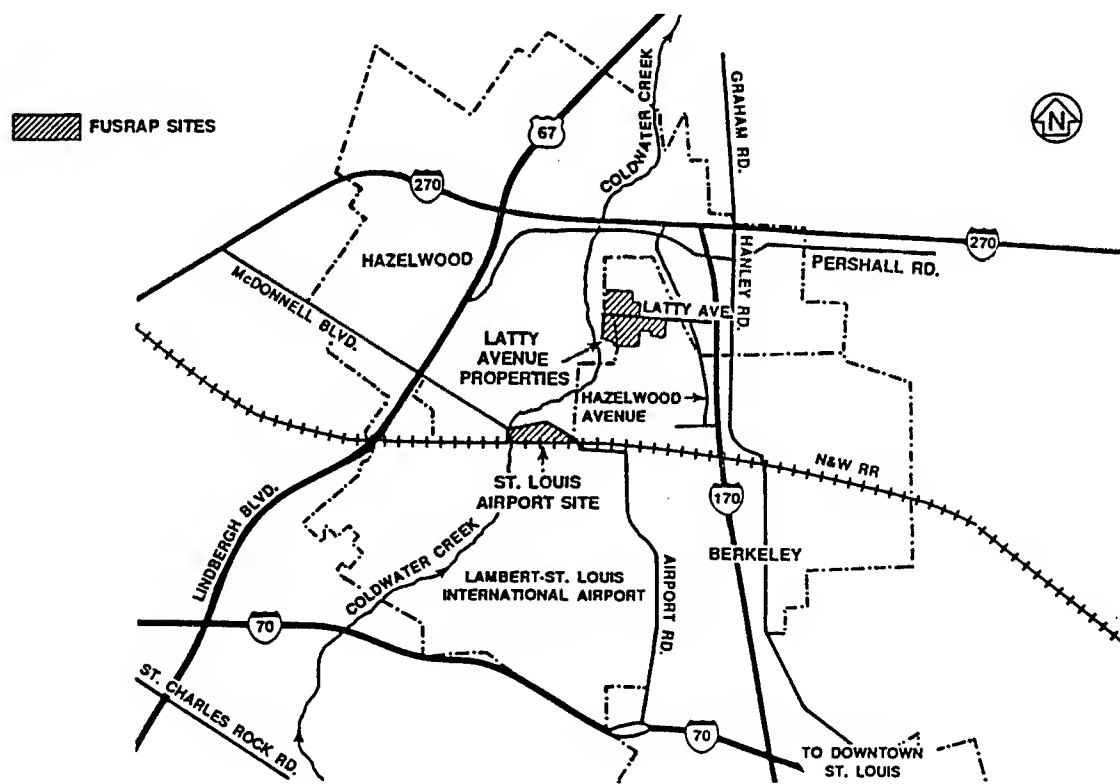 FUSRAP SITES
N
67
COLDWATER CREEK
GRAHAM RD.
270
HAZELWOOD
McDONNELL BLVD.
HANLEY RD.
270
PERSHALL RD.
LATTY AVE.
LATTY
AVENUE
PROPERTIES
HAZELWOOD
AVENUE
N&W RR
ST. LOUIS
AIRPORT SITE
170
LINDBERGH BLVD.
COLDWATER CREEK
BERKELEY
LAMBERT-ST. LOUIS
INTERNATIONAL AIRPORT
AIRPORT RD.
70
ST. CHARLES ROCK RD.
70
TO DOWNTOWN
ST. LOUIS